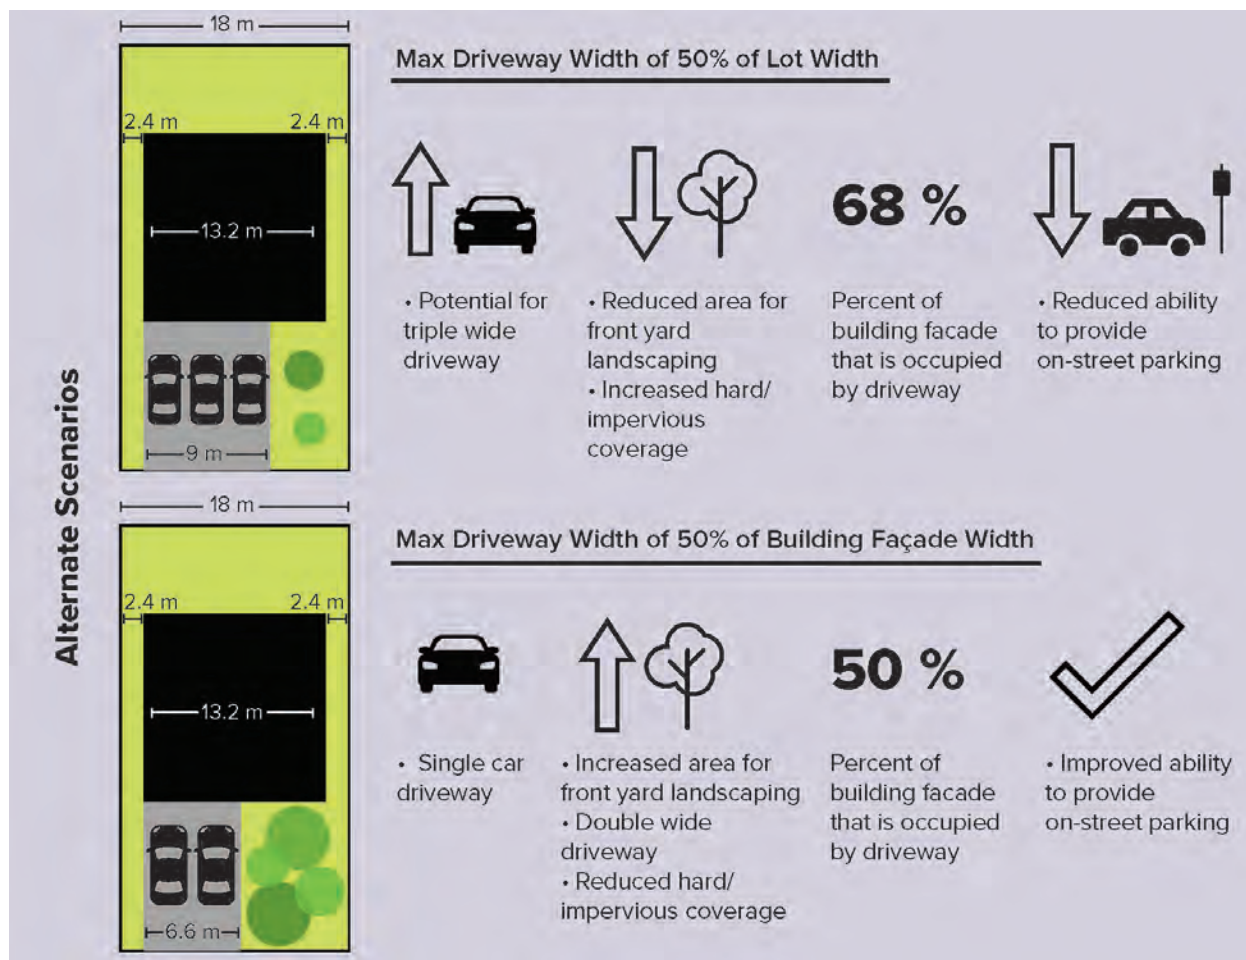 Alternate Scenarios
18 m
2.4 m
2.4 m
13.2 m
9 m
Max Driveway Width of 50% of Lot Width
• Potential for
triple wide
driveway
• Reduced area for
front yard
landscaping
• Increased hard/
impervious
coverage
68 %
Percent of
building facade
that is occupied
by driveway
• Reduced ability
to provide
on-street parking
18 m
2.4 m
2.4 m
13.2 m
6.6 m
Max Driveway Width of 50% of Building Façade Width
• Single car
driveway
• Increased area for
front yard landscaping
• Double wide
driveway
• Reduced hard/
impervious coverage
50 %
Percent of
building facade
that is occupied
by driveway
• Improved ability
to provide
on-street parking